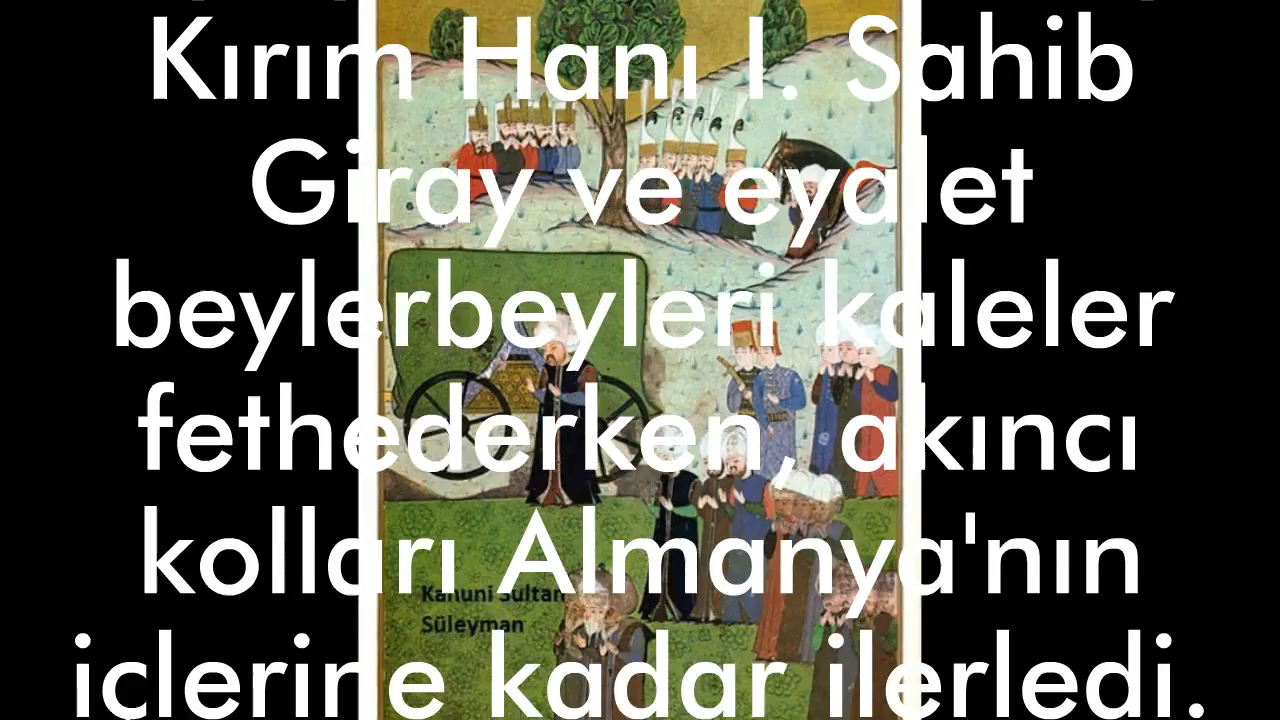 Kırım Hanı I. Sahib
Giray ve eyalet
beylerbeyleri kaleler
fethederken, akıncı
kolları Almanya'nın
içlerine kadar ilerledi.
Kanuni Sultan
Süleyman